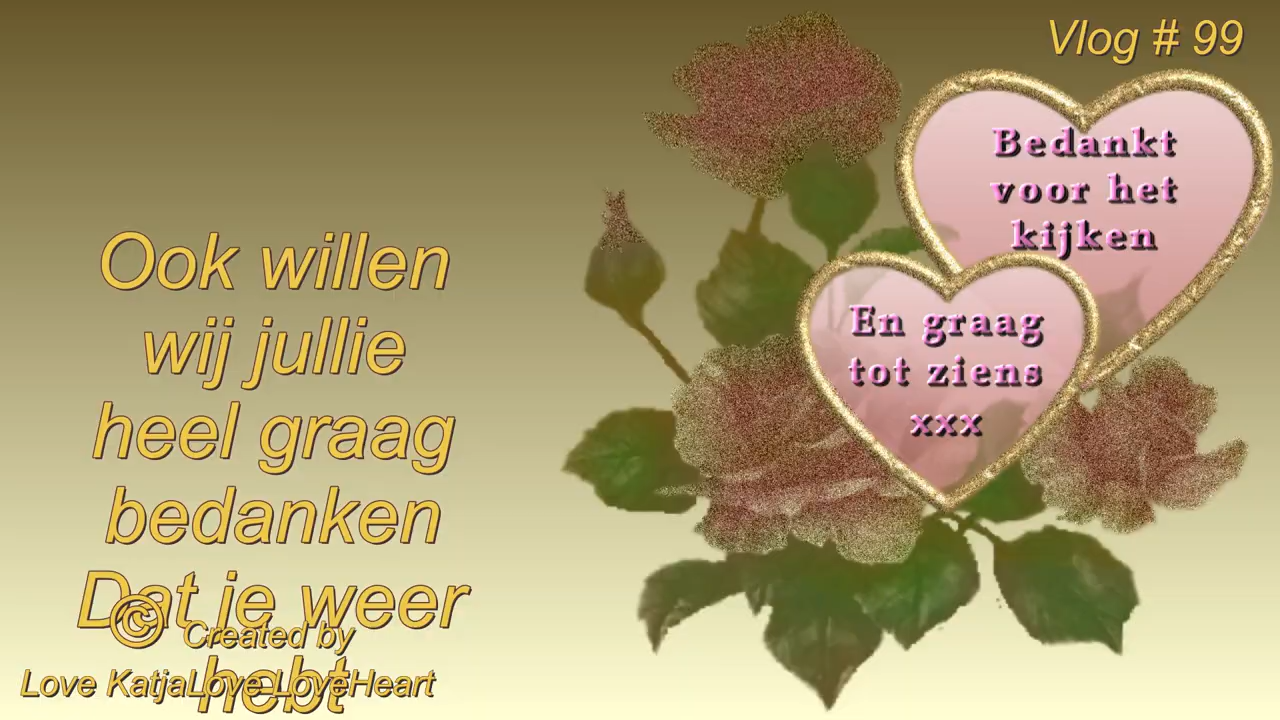 Vlog # 99
Bedankt
voor het
kijken
En graag
tot ziens
xxx
Ook willen
wij jullie
heel graag
bedanken
Dat je weer
hebt
© Created by
Love KatjaLove LoveHeart